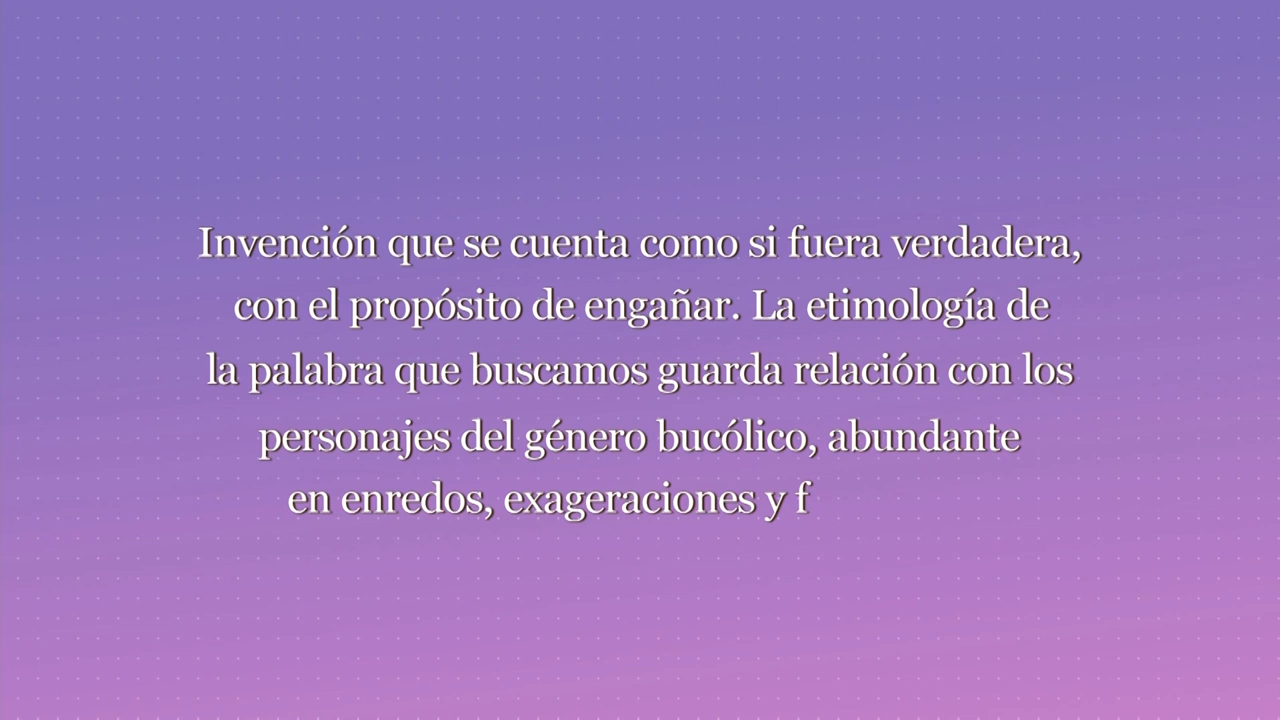 Invención que se cuenta como si fuera verdadera,
con el propósito de engañar. La etimología de
la palabra que buscamos guarda relación con los
personajes del género bucólico, abundante
en enredos, exageraciones y f